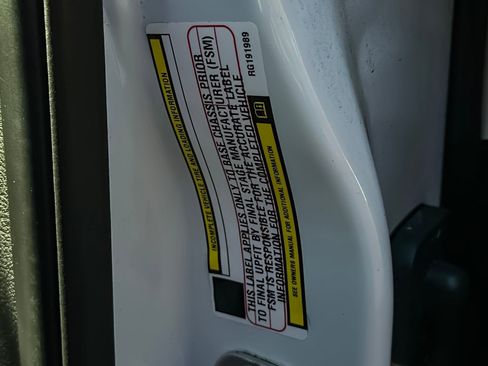 INCOMPLETE VEHICLE TIRE AND LOADING INFORMATION
THIS LABEL APPLIES ONLY TO BASE CHASSIS PRIOR
TO FINAL UPFIT BY FINAL STAGE MANUFACTURER (FSM)
FSM IS RESPONSIBLE FOR THE ACCURATE LABEL
INFORMATION FOR THE COMPLETED VEHICLE
SEE OWNERS MANUAL FOR ADDITIONAL INFORMATION
RG191989